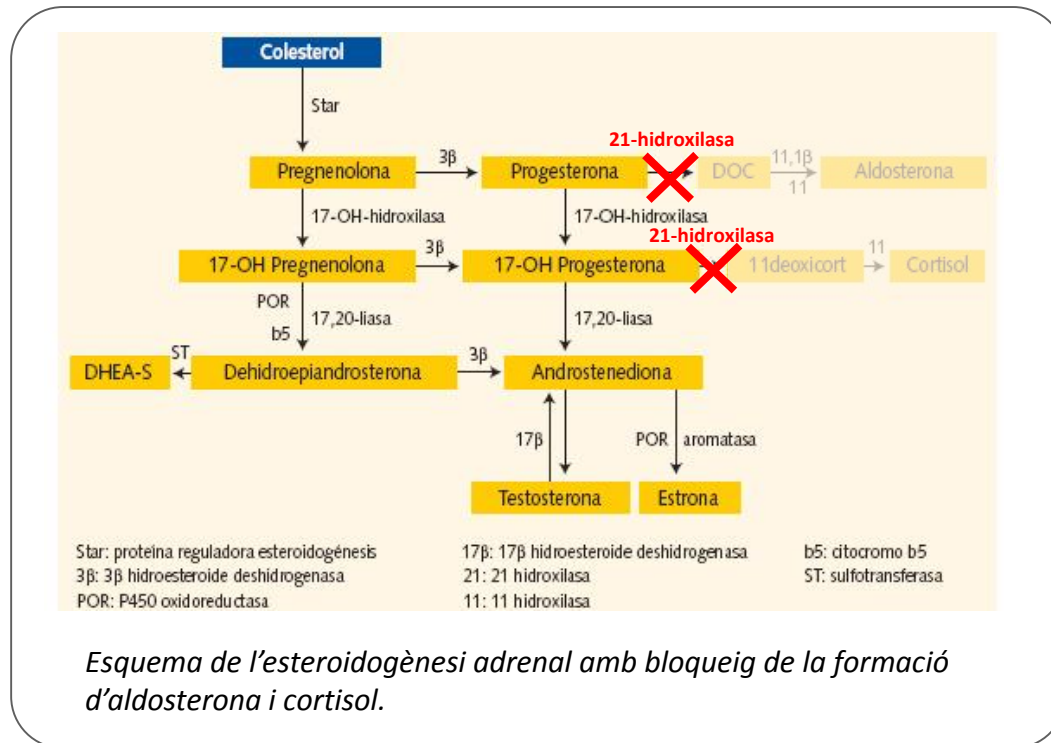 Colesterol
Star
21-hidroxilasa
Pregnenolona
3β
Progesterona
DOC
11,1β
11
Aldosterona
17-OH-hidroxilasa
17-OH-hidroxilasa
21-hidroxilasa
17-OH Pregnenolona
3β
17-OH Progesterona
11deoxicort
11
Cortisol
POR
b5
17,20-liasa
17,20-liasa
DHEA-S
ST
Dehidroepiandrosterona
3β
Androstenediona
17β
POR
aromatasa
Testosterona
Estrona
Star: proteína reguladora esteroidogénesis
3β: 3β hidroesteroide deshidrogenasa
POR: P450 oxidoreductasa
17β: 17β hidroesteroide deshidrogenasa
21: 21 hidroxilasa
11: 11 hidroxilasa
b5: citocromo b5
ST: sulfotransferasa
Esquema de l’esteroidogènesi adrenal amb bloqueig de la formació
d’aldosterona i cortisol.